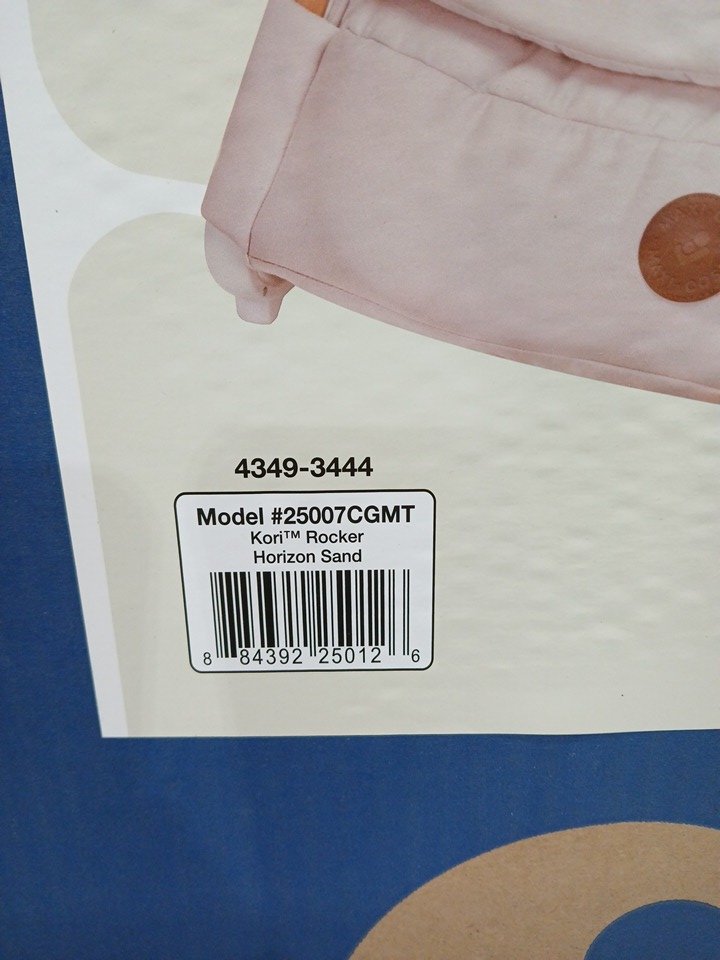 4349-3444
Model #25007CGMT
Kori™ Rocker
Horizon Sand
8 84392 25012 6